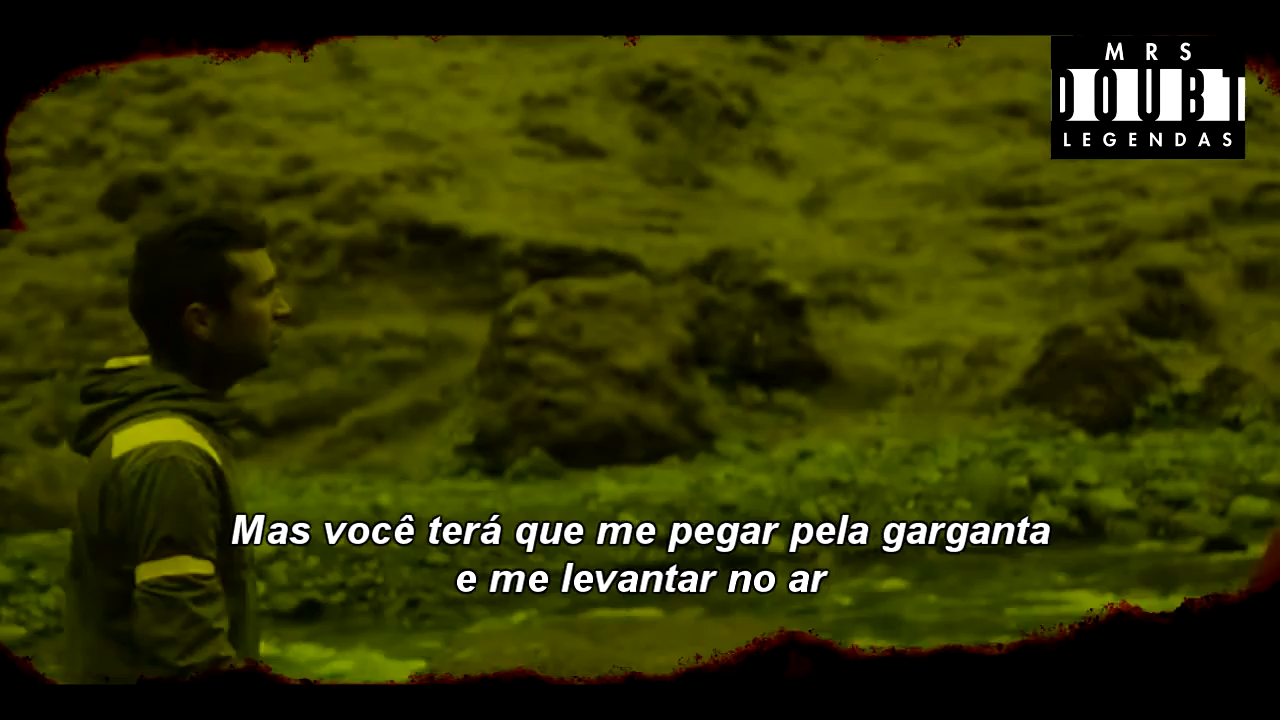 MRS
DOUBT
LEGENDAS
Mas você terá que me pegar pela garganta
e me levantar no ar